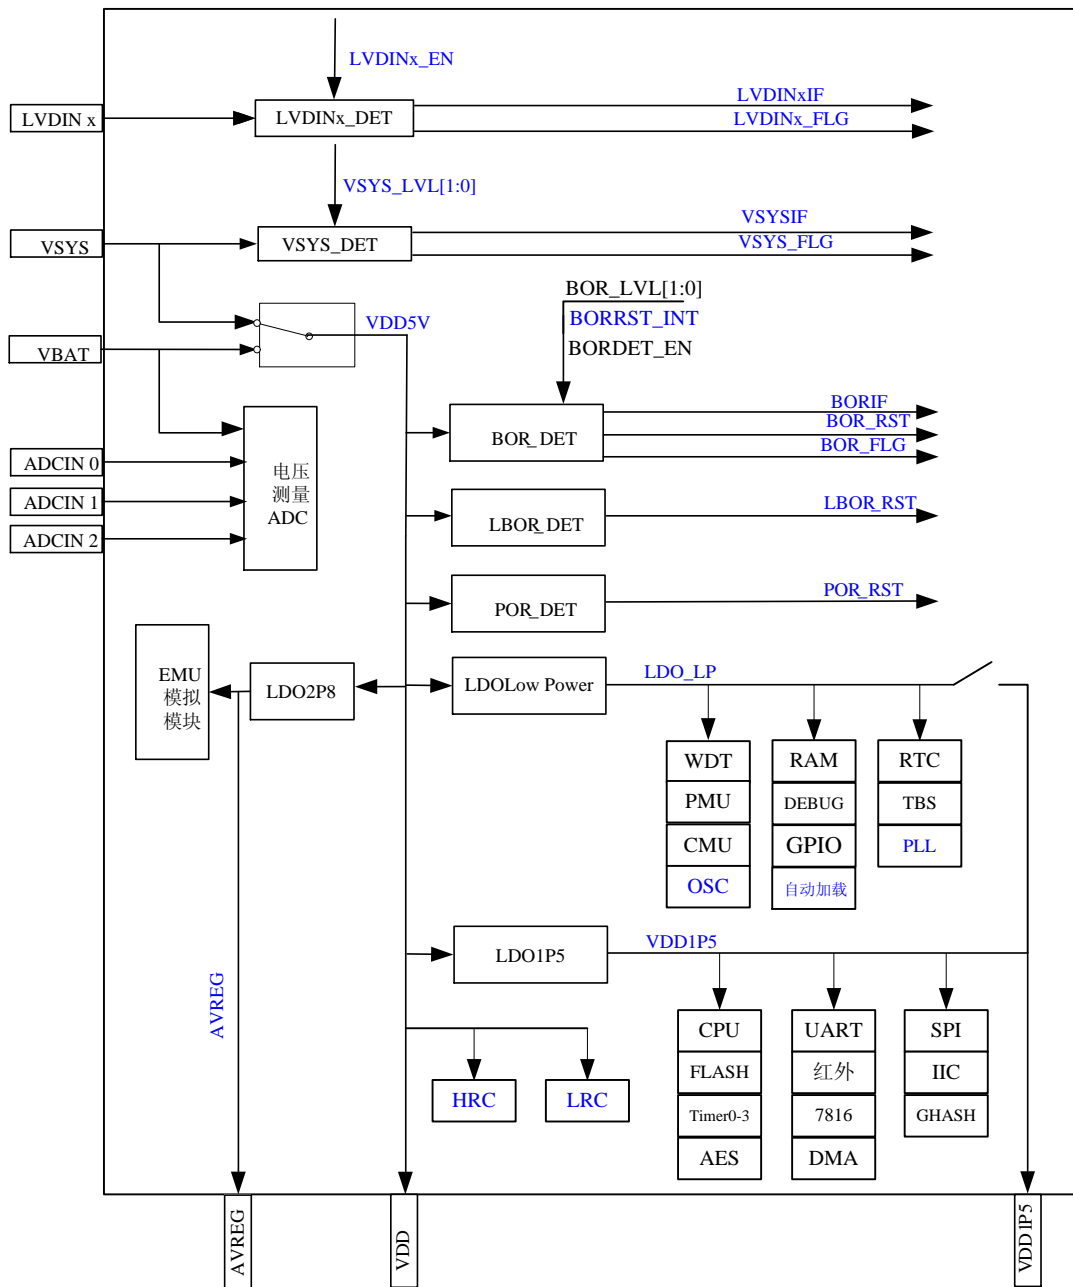 LVDINx_EN
LVDIN x
LVDINx_DET
LVDINxIF
LVDINx_FLG
VSYS_LVL[1:0]
VSYS
VSYS_DET
VSYSIF
VSYS_FLG
BOR_LVL[1:0]
BORRST_INT
BORDET_EN
VDD5V
VBAT
BOR_DET
BORIF
BOR_RST
BOR_FLG
ADCIN 0
ADCIN 1
ADCIN 2
电压
测量
ADC
LBOR_DET
LBOR_RST
POR_DET
POR_RST
EMU
模拟
模块
LDO2P8
LDOLow Power
LDO_LP
WDT
PMU
CMU
OSC
RAM
DEBUG
GPIO
自动加载
RTC
TBS
PLL
LDO1P5
VDD1P5
AVREG
CPU
FLASH
Timer0-3
AES
UART
红外
7816
DMA
SPI
IIC
GHASH
HRC
LRC
AVREG
VDD
VDD1P5